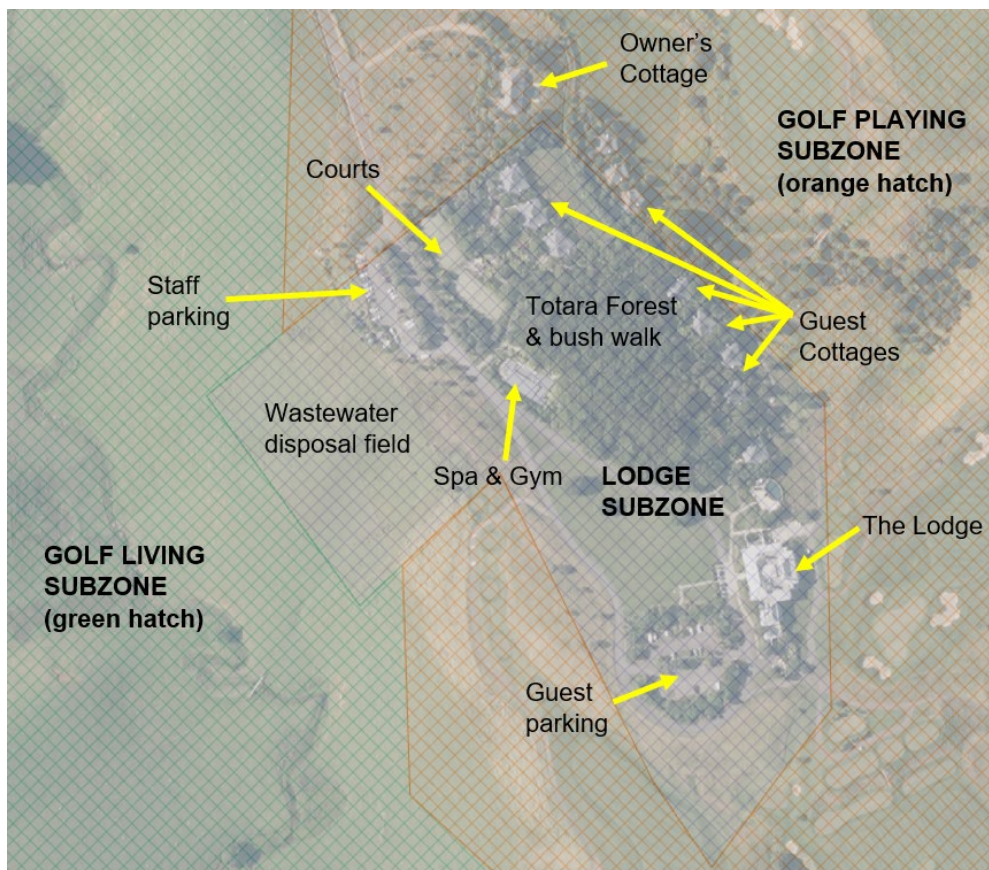 Owner’s
Cottage
GOLF PLAYING
SUBZONE
(orange hatch)
Courts
Staff
parking
Totara Forest
& bush walk
Guest
Cottages
Wastewater
disposal field
Spa & Gym
LODGE
SUBZONE
The Lodge
GOLF LIVING
SUBZONE
(green hatch)
Guest
parking